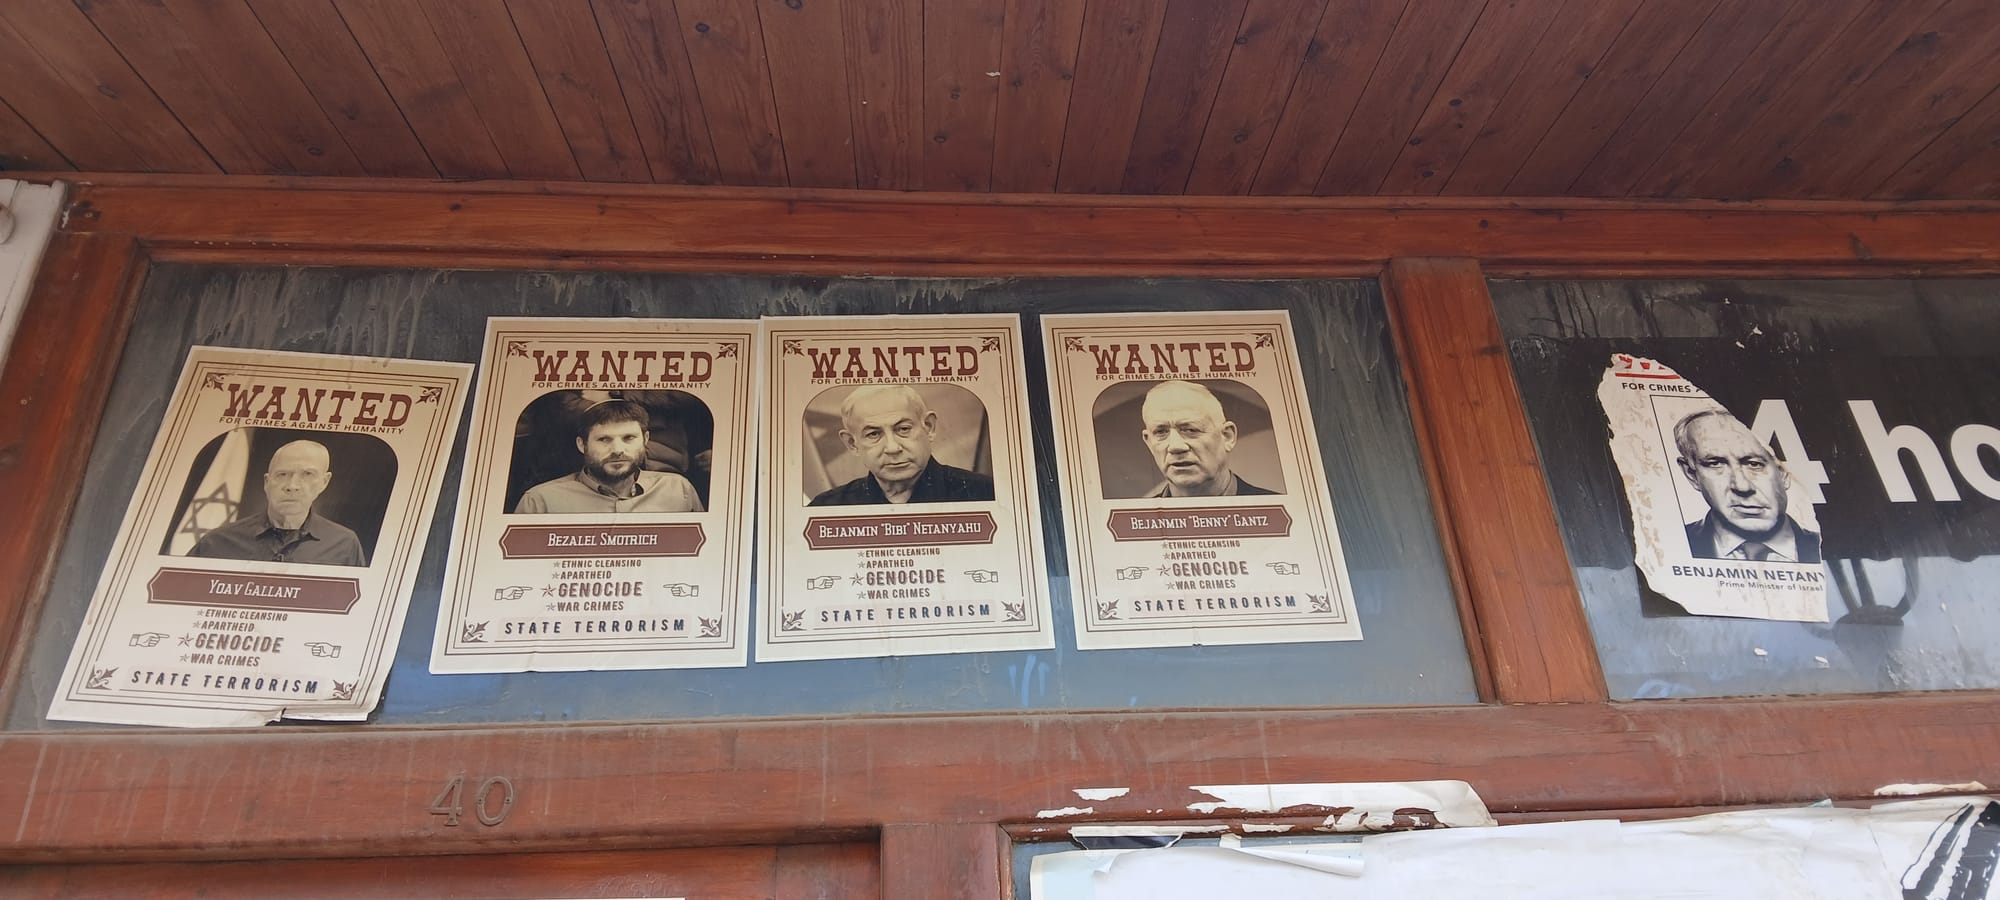 WANTED
FOR CRIMES AGAINST HUMANITY
YOAV GALLANT
ETHNIC CLEANSING
APARTHEID
GENOCIDE
WAR CRIMES
STATE TERRORISM
WANTED
FOR CRIMES AGAINST HUMANITY
BEZALEL SMOTRICH
ETHNIC CLEANSING
APARTHEID
GENOCIDE
WAR CRIMES
STATE TERRORISM
WANTED
FOR CRIMES AGAINST HUMANITY
BEJANMIN "BIBI" NETANYAHU
ETHNIC CLEANSING
APARTHEID
GENOCIDE
WAR CRIMES
STATE TERRORISM
WANTED
FOR CRIMES AGAINST HUMANITY
BEJANMIN "BENNY" GANTZ
ETHNIC CLEANSING
APARTHEID
GENOCIDE
WAR CRIMES
STATE TERRORISM
FOR CRIMES
BENJAMIN NETANY
Prime Minister of Israel
4 ho
40